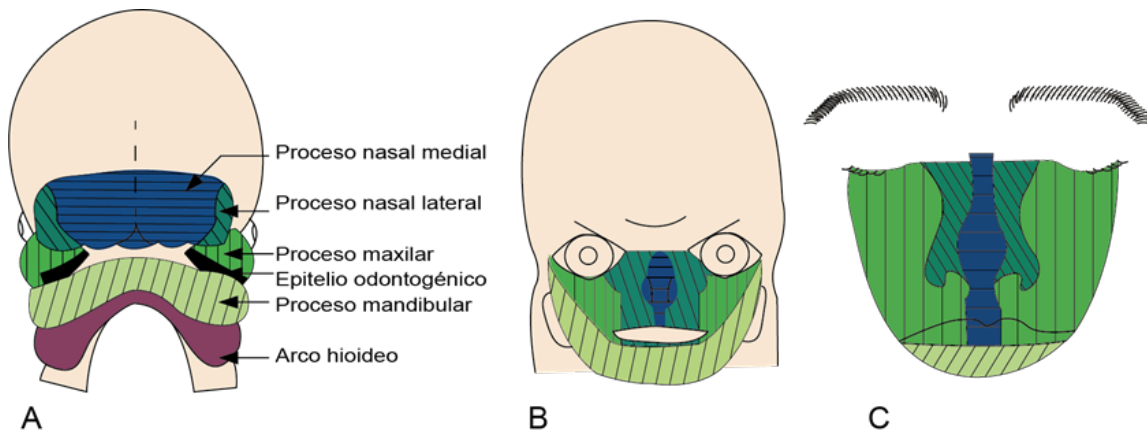 Proceso nasal medial
Proceso nasal lateral
Proceso maxilar
Epitelio odontogénico
Proceso mandibular
Arco hioideo
A
B
C